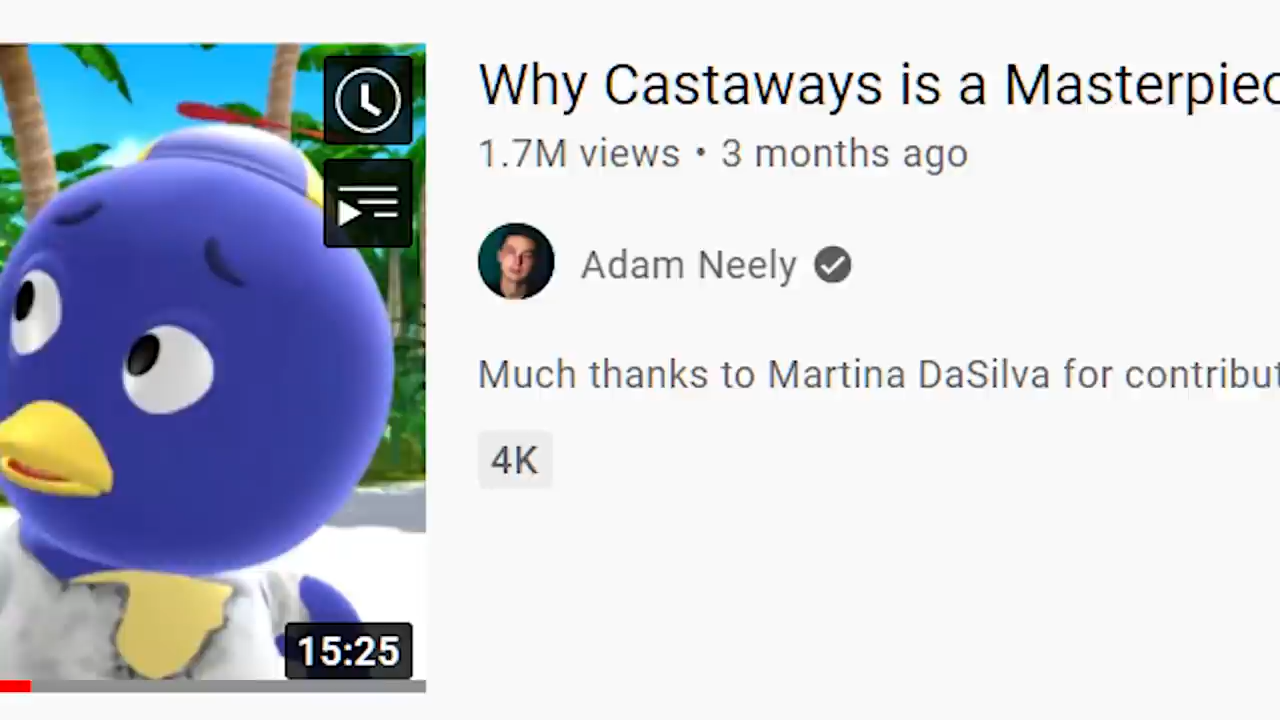 Why Castaways is a Masterpiec
1.7M views • 3 months ago
Adam Neely
Much thanks to Martina DaSilva for contribut
4K
15:25